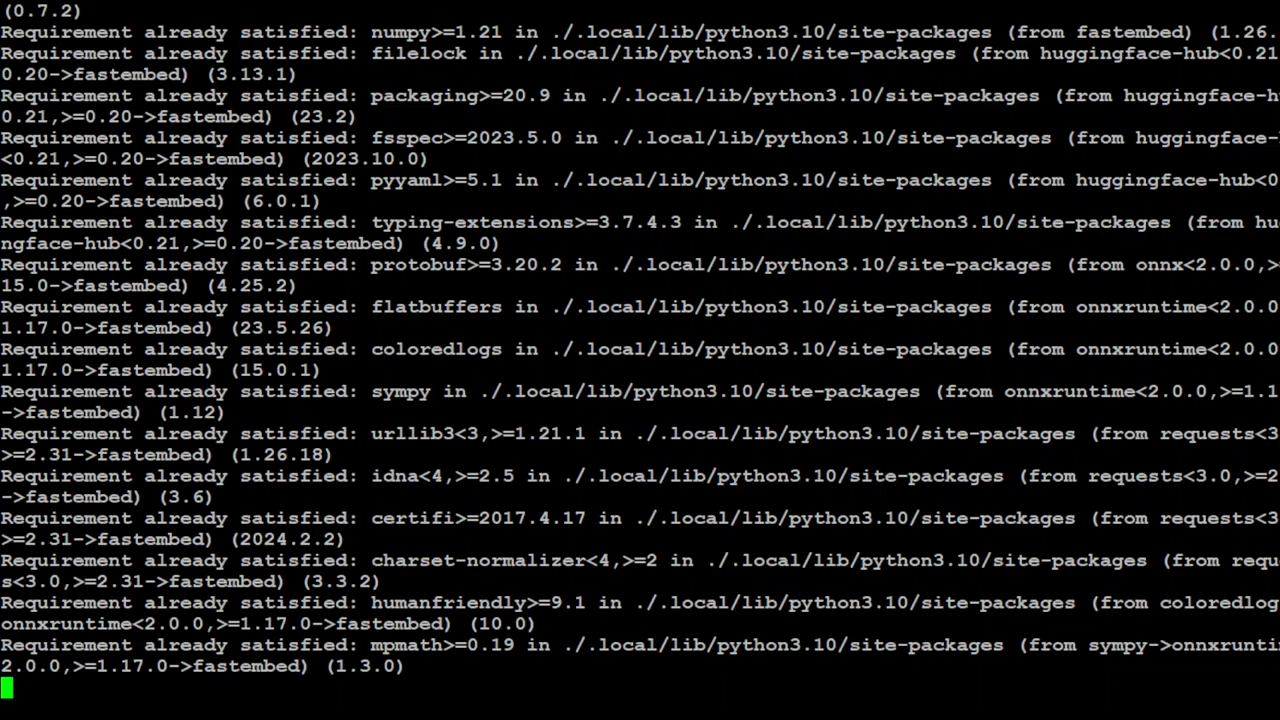 (0.7.2)
Requirement already satisfied: numpy>=1.21 in ./.local/lib/python3.10/site-packages (from fastembed) (1.26.
Requirement already satisfied: filelock in ./.local/lib/python3.10/site-packages (from huggingface-hub<0.21
0.20->fastembed) (3.13.1)
Requirement already satisfied: packaging>=20.9 in ./.local/lib/python3.10/site-packages (from huggingface-h
0.21,>=0.20->fastembed) (23.2)
Requirement already satisfied: fsspec>=2023.5.0 in ./.local/lib/python3.10/site-packages (from huggingface-
<0.21,>=0.20->fastembed) (2023.10.0)
Requirement already satisfied: pyyaml>=5.1 in ./.local/lib/python3.10/site-packages (from huggingface-hub<0
,>=0.20->fastembed) (6.0.1)
Requirement already satisfied: typing-extensions>=3.7.4.3 in ./.local/lib/python3.10/site-packages (from hu
ngface-hub<0.21,>=0.20->fastembed) (4.9.0)
Requirement already satisfied: protobuf>=3.20.2 in ./.local/lib/python3.10/site-packages (from onnx<2.0.0,>
15.0->fastembed) (4.25.2)
Requirement already satisfied: flatbuffers in ./.local/lib/python3.10/site-packages (from onnxruntime<2.0.0
1.17.0->fastembed) (23.5.26)
Requirement already satisfied: coloredlogs in ./.local/lib/python3.10/site-packages (from onnxruntime<2.0.0
1.17.0->fastembed) (15.0.1)
Requirement already satisfied: sympy in ./.local/lib/python3.10/site-packages (from onnxruntime<2.0.0,>=1.1
->fastembed) (1.12)
Requirement already satisfied: urllib3<3,>=1.21.1 in ./.local/lib/python3.10/site-packages (from requests<3
>=2.31->fastembed) (1.26.18)
Requirement already satisfied: idna<4,>=2.5 in ./.local/lib/python3.10/site-packages (from requests<3.0,>=2
->fastembed) (3.6)
Requirement already satisfied: certifi>=2017.4.17 in ./.local/lib/python3.10/site-packages (from requests<3
>=2.31->fastembed) (2024.2.2)
Requirement already satisfied: charset-normalizer<4,>=2 in ./.local/lib/python3.10/site-packages (from requ
s<3.0,>=2.31->fastembed) (3.3.2)
Requirement already satisfied: humanfriendly>=9.1 in ./.local/lib/python3.10/site-packages (from coloredlog
onnxruntime<2.0.0,>=1.17.0->fastembed) (10.0)
Requirement already satisfied: mpmath>=0.19 in ./.local/lib/python3.10/site-packages (from sympy->onnxrunti
2.0.0,>=1.17.0->fastembed) (1.3.0)